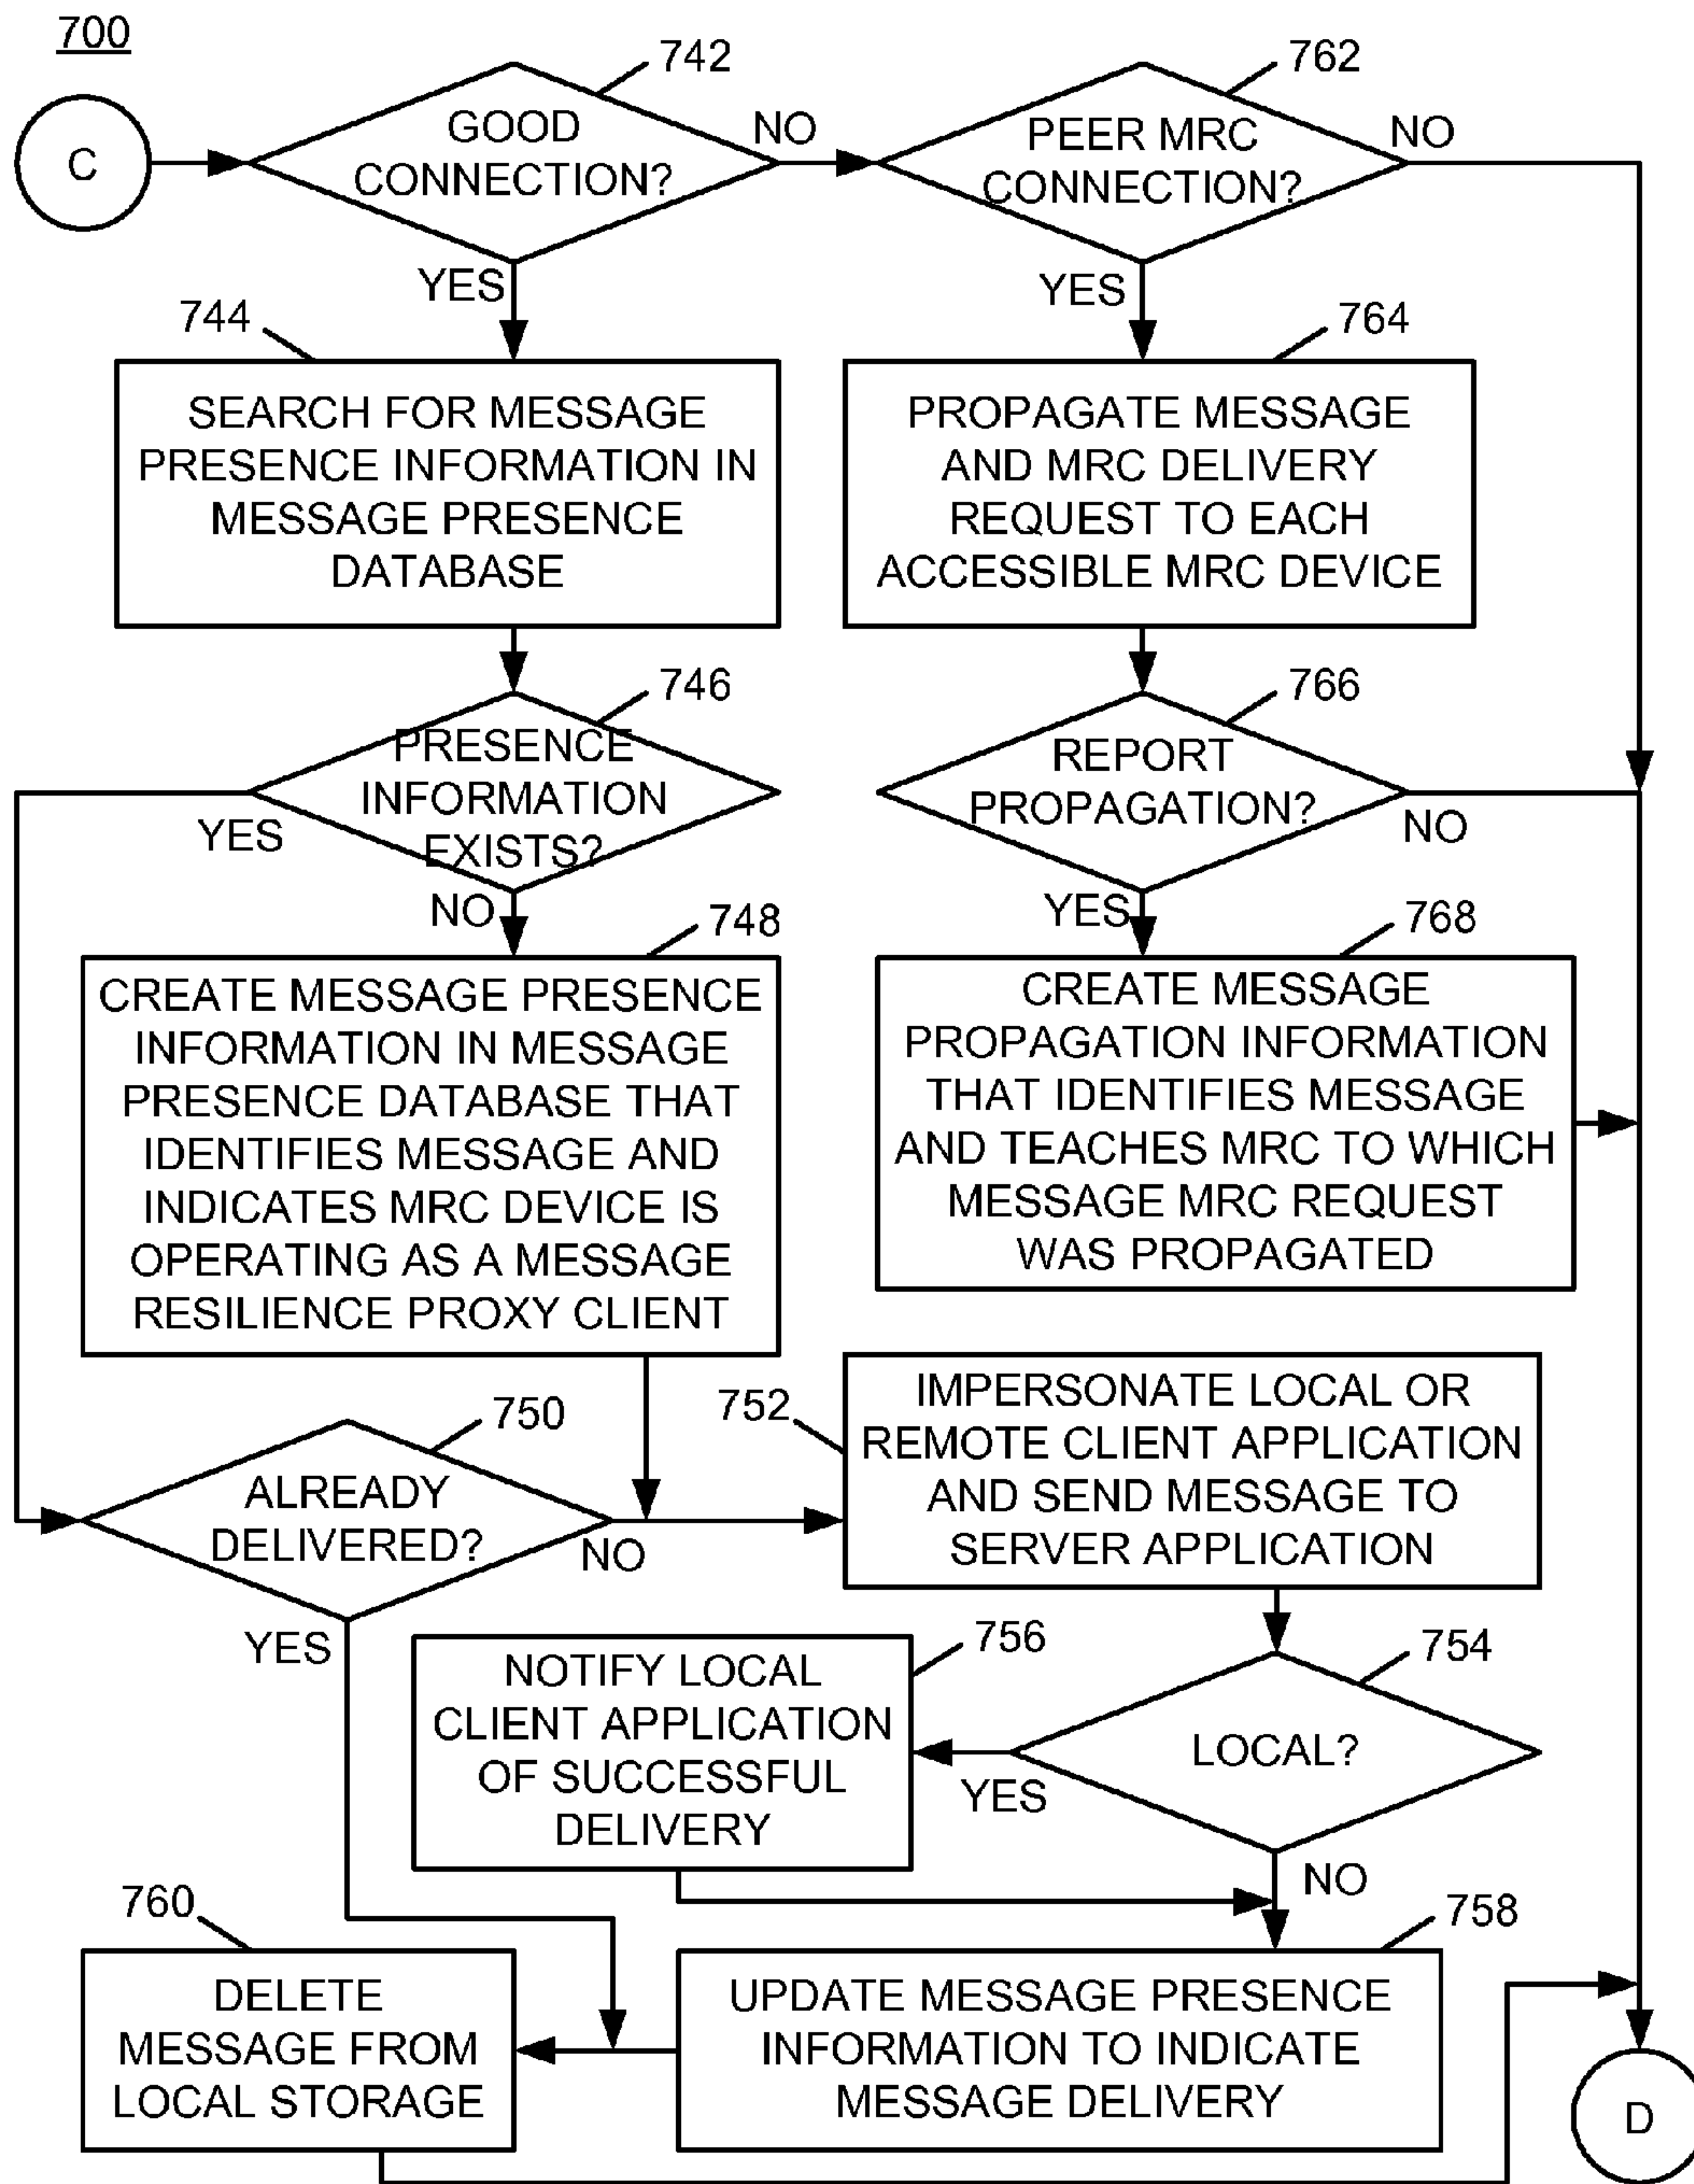 700
742
762
C
GOOD
CONNECTION?
NO
PEER MRC
CONNECTION?
NO
YES
YES
744
764
SEARCH FOR MESSAGE
PRESENCE INFORMATION IN
MESSAGE PRESENCE
DATABASE
PROPAGATE MESSAGE
AND MRC DELIVERY
REQUEST TO EACH
ACCESSIBLE MRC DEVICE
746
766
PRESENCE
INFORMATION
EXISTS?
YES
REPORT
PROPAGATION?
NO
NO
YES
748
768
CREATE MESSAGE PRESENCE
INFORMATION IN MESSAGE
PRESENCE DATABASE THAT
IDENTIFIES MESSAGE AND
INDICATES MRC DEVICE IS
OPERATING AS A MESSAGE
RESILIENCE PROXY CLIENT
CREATE MESSAGE
PROPAGATION INFORMATION
THAT IDENTIFIES MESSAGE
AND TEACHES MRC TO WHICH
MESSAGE MRC REQUEST
WAS PROPAGATED
750
752
ALREADY
DELIVERED?
NO
YES
IMPERSONATE LOCAL OR
REMOTE CLIENT APPLICATION
AND SEND MESSAGE TO
SERVER APPLICATION
756
754
NOTIFY LOCAL
CLIENT APPLICATION
OF SUCCESSFUL
DELIVERY
LOCAL?
YES
NO
760
758
DELETE
MESSAGE FROM
LOCAL STORAGE
UPDATE MESSAGE PRESENCE
INFORMATION TO INDICATE
MESSAGE DELIVERY
D